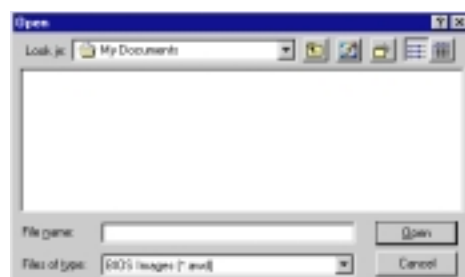 Open
Look in: My Documents
File name: Open
Files of type: BIOS Images (*.awd) Cancel